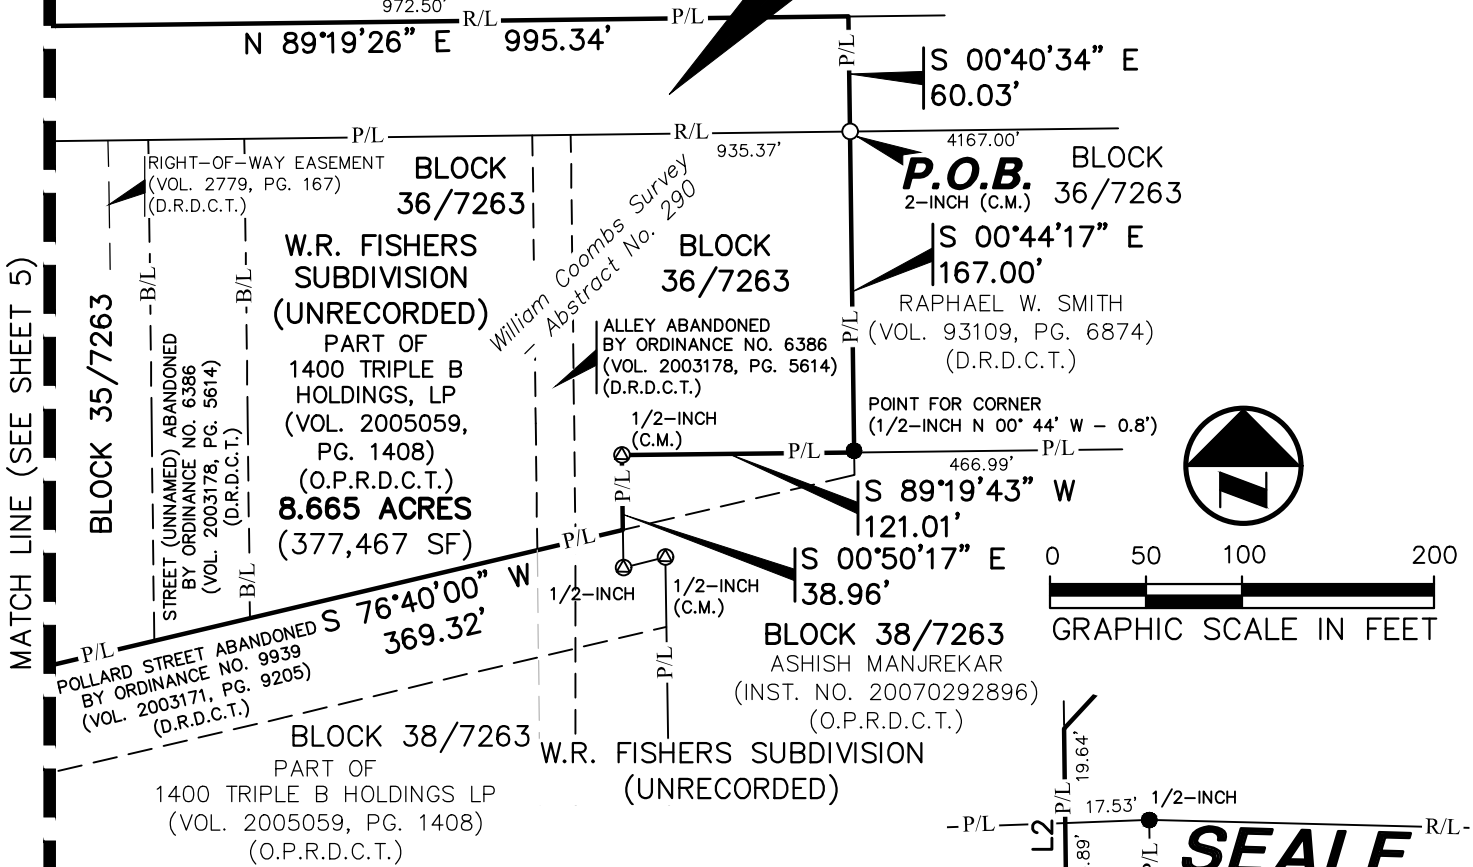 972.50'
R/L
P/L
N 89°19'26" E 995.34'
P/L
S 00°40'34" E
60.03'
P/L
R/L
935.37'
4167.00'
P.O.B.
2-INCH (C.M.)
BLOCK
36/7263
RIGHT-OF-WAY EASEMENT
(VOL. 2779, PG. 167)
(D.R.D.C.T.)
BLOCK
36/7263
William Coombs Survey
Abstract No. 290
W.R. FISHERS
SUBDIVISION
(UNRECORDED)
PART OF
1400 TRIPLE B
HOLDINGS, LP
(VOL. 2005059,
PG. 1408)
(O.P.R.D.C.T.)
8.665 ACRES
(377,467 SF)
BLOCK
36/7263
S 00°44'17" E
167.00'
RAPHAEL W. SMITH
(VOL. 93109, PG. 6874)
(D.R.D.C.T.)
P/L
ALLEY ABANDONED
BY ORDINANCE NO. 6386
(VOL. 2003178, PG. 5614)
(D.R.D.C.T.)
B/L
B/L
MATCH LINE (SEE SHEET 5)
BLOCK 35/7263
STREET (UNNAMED) ABANDONED
BY ORDINANCE NO. 6386
(VOL. 2003178, PG. 5614)
(D.R.D.C.T.)
B/L
POINT FOR CORNER
(1/2-INCH N 00° 44' W - 0.8')
1/2-INCH
(C.M.)
P/L
466.99'
P/L
P/L
S 89°19'43" W
121.01'
P/L
S 00°50'17" E
38.96'
1/2-INCH
1/2-INCH
(C.M.)
S 76°40'00" W
369.32'
P/L
POLLARD STREET ABANDONED
BY ORDINANCE NO. 9939
(VOL. 2003171, PG. 9205)
(D.R.D.C.T.)
P/L
BLOCK 38/7263
ASHISH MANJREKAR
(INST. NO. 20070292896)
(O.P.R.D.C.T.)
BLOCK 38/7263
PART OF
1400 TRIPLE B HOLDINGS LP
(VOL. 2005059, PG. 1408)
(O.P.R.D.C.T.)
W.R. FISHERS SUBDIVISION
(UNRECORDED)
0 50 100 200
GRAPHIC SCALE IN FEET
19.64'
P/L
17.53'
1/2-INCH
P/L
R/L
L2
.89'
P/L
SEALE